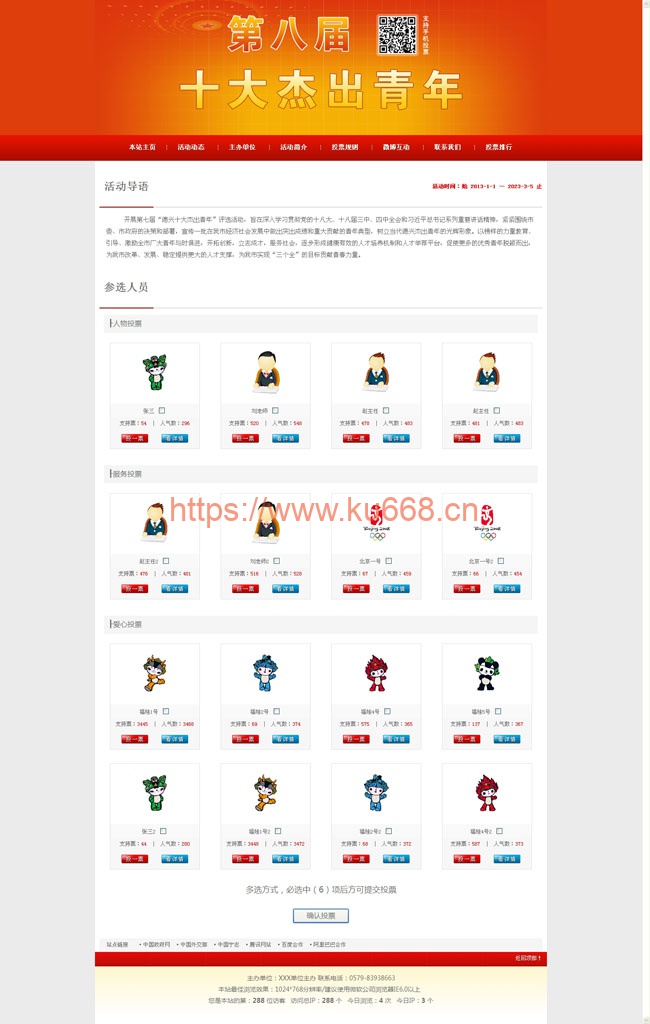 第八届
支持手机投票
十大杰出青年
本站主页 | 活动动态 | 主办单位 | 活动简介 | 投票规则 | 微博互动 | 联系我们 | 投票排行
活动导语
活动时间：始 2013-1-1 — 2023-3-5 止
开展第七届“德兴十大杰出青年”评选活动，旨在深入学习贯彻党的十八大、十八届三中、四中全会和习近平总书记系列重要讲话精神，紧紧围绕市
委、市政府的决策和部署，宣传一批在我市经济社会发展中做出突出成绩和重大贡献的青年典型，树立当代德兴杰出青年的光辉形象。以榜样的力量教育、
引导、激励全市广大青年与时俱进，开拓创新，立志成才，服务社会，逐步形成健康有效的人才培养机制和人才举荐平台，促使更多的优秀青年脱颖而出，
为我市改革、发展、稳定提供更大的人才支撑，为我市实现“三个全”的目标贡献青春力量。
参选人员
人物投票
张三 刘老师 赵主任 赵主任
支持票：54 | 人气数：296 支持票：520 | 人气数：548 支持票：478 | 人气数：483 支持票：481 | 人气数：483
投一票 看详情 投一票 看详情 投一票 看详情 投一票 看详情
服务投票
https://www.ku668.cn
Beijing 2008 Beijing 2008
赵主任2 刘老师2 北京一号 北京一号2
支持票：476 | 人气数：481 支持票：516 | 人气数：528 支持票：67 | 人气数：459 支持票：66 | 人气数：454
投一票 看详情 投一票 看详情 投一票 看详情 投一票 看详情
爱心投票
福娃1号 福娃2号 福娃4号 福娃5号
支持票：3445 | 人气数：3468 支持票：69 | 人气数：374 支持票：575 | 人气数：365 支持票：137 | 人气数：367
投一票 看详情 投一票 看详情 投一票 看详情 投一票 看详情
张三2 福娃1号2 福娃2号2 福娃4号2
支持票：44 | 人气数：280 支持票：3448 | 人气数：3472 支持票：68 | 人气数：372 支持票：587 | 人气数：373
投一票 看详情 投一票 看详情 投一票 看详情 投一票 看详情
多选方式，必选中（6）项后方可提交投票
确认投票
站点链接 • 中国政府网 • 中国外交部 • 中国宁志 • 腾讯网站 • 百度合作 • 阿里巴巴合作
返回顶部！
主办单位：XXX单位主办 联系电话：0579-83938663
本站最佳浏览效果：1024*768分辨率/建议使用微软公司浏览器IE6.0以上
您是本站的第：288 位访客 访问总IP：288 个 今日浏览：4 次 今日IP：3 个